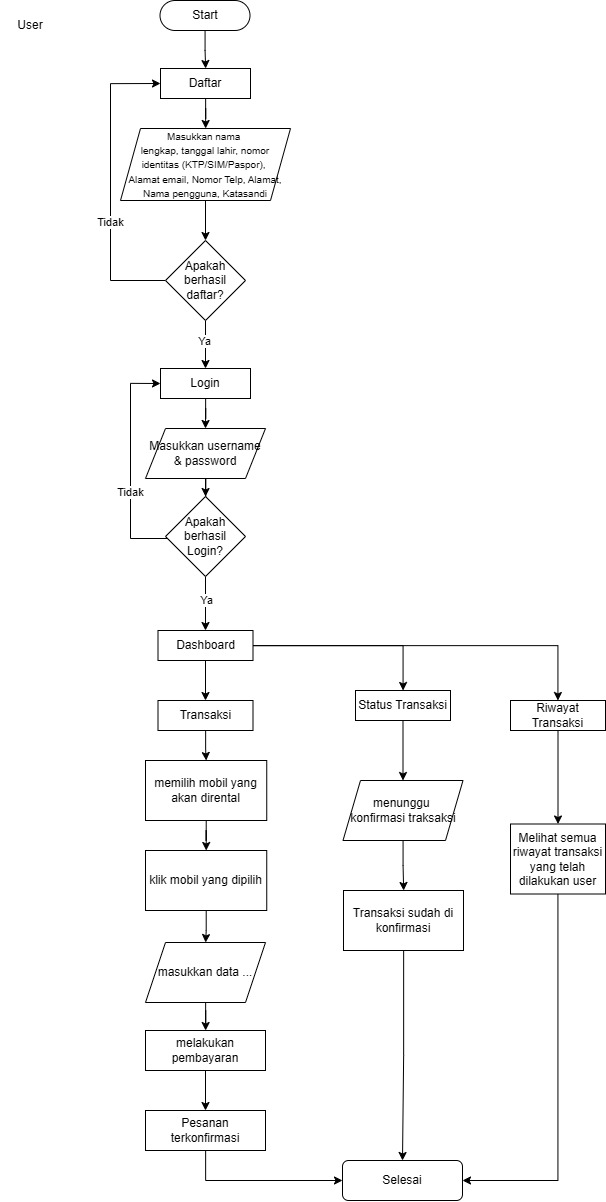 User
Start
Daftar
Masukkan nama
lengkap, tanggal lahir, nomor
identitas (KTP/SIM/Paspor),
Alamat email, Nomor Telp, Alamat,
Nama pengguna, Katasandi
Tidak
Apakah
berhasil
daftar?
Ya
Login
Masukkan username
& password
Tidak
Apakah
berhasil
Login?
Ya
Dashboard
Transaksi
Status Transaksi
Riwayat
Transaksi
memilih mobil yang
akan dirental
menunggu
konfirmasi traksaksi
Melihat semua
riwayat transaksi
yang telah
dilakukan user
klik mobil yang dipilih
Transaksi sudah di
konfirmasi
masukkan data ...
melakukan
pembayaran
Pesanan
terkonfirmasi
Selesai